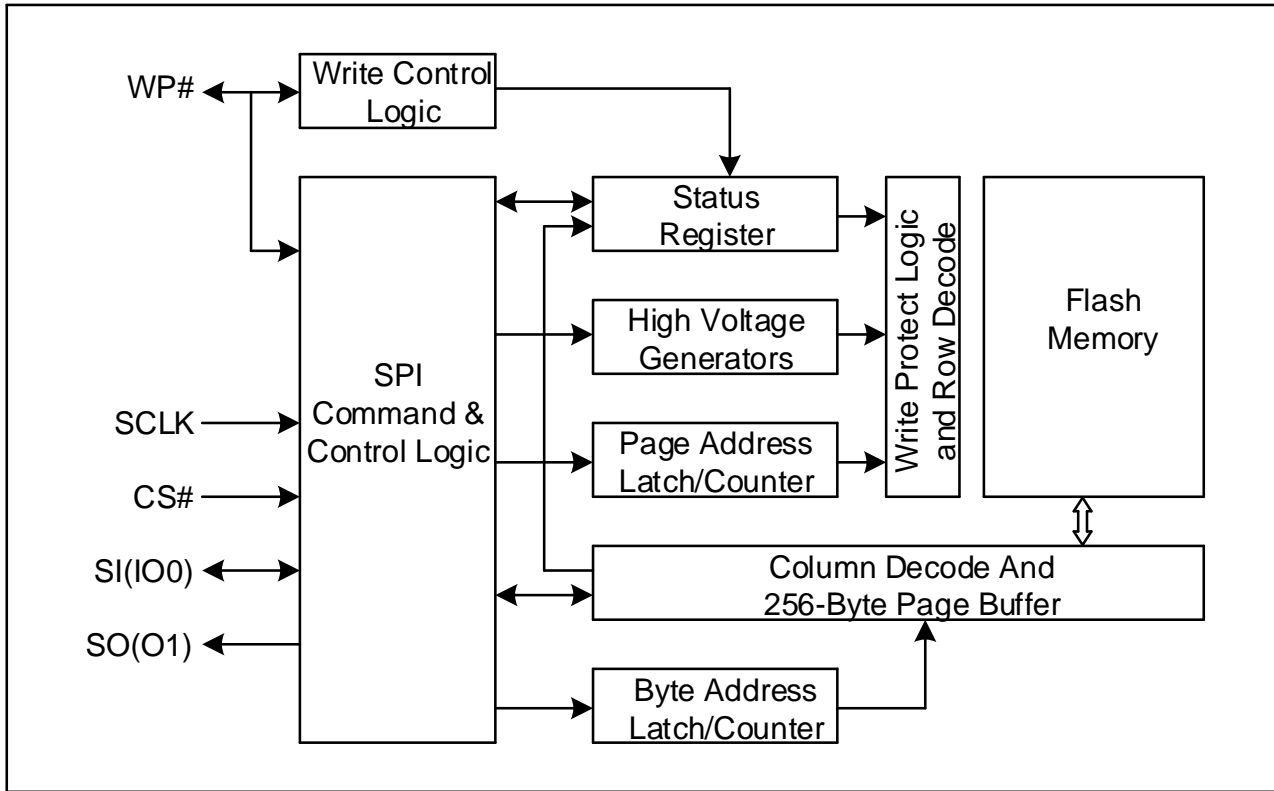 WP#
Write Control
Logic
Status
Register
Write Protect Logic
and Row Decode
Flash
Memory
High Voltage
Generators
SPI
Command &
Control Logic
SCLK
Page Address
Latch/Counter
CS#
SI(IO0)
Column Decode And
256-Byte Page Buffer
SO(O1)
Byte Address
Latch/Counter